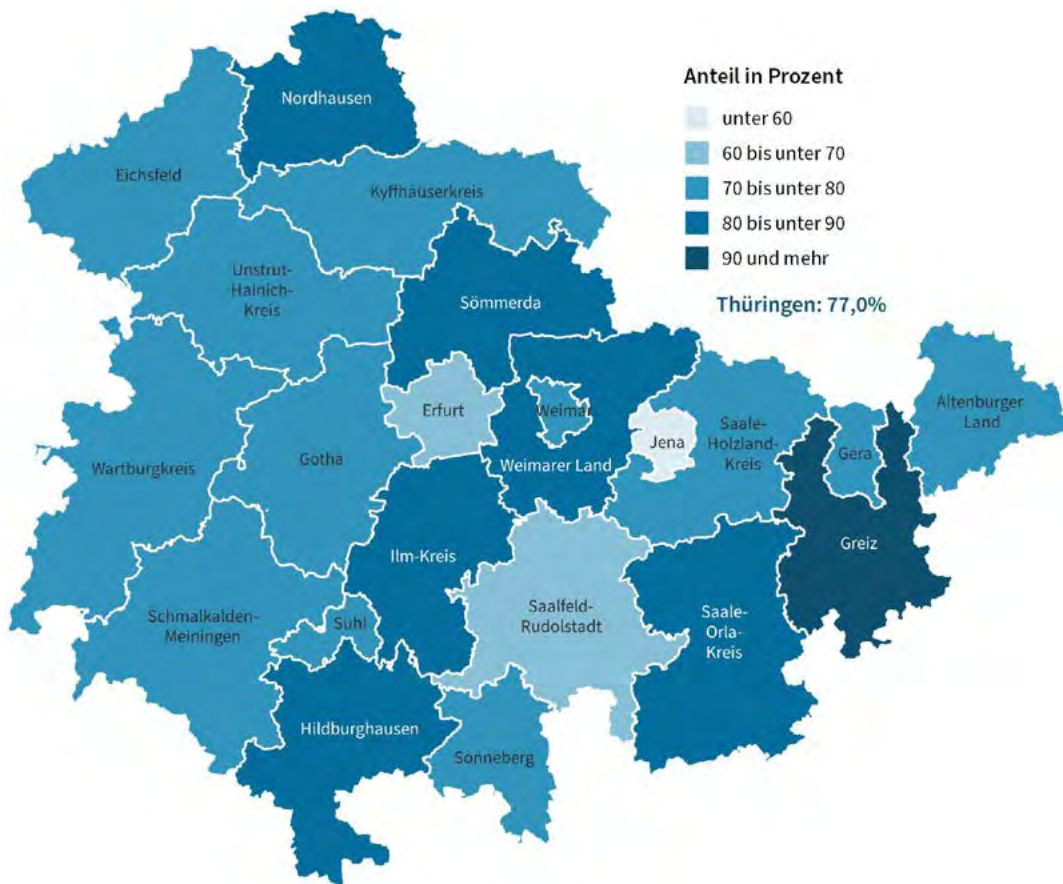 Anteil in Prozent
unter 60
60 bis unter 70
70 bis unter 80
80 bis unter 90
90 und mehr
Thüringen: 77,0%
Nordhausen
Eichsfeld
Kyffhäuserkreis
Unstrut-
Hainich-
Kreis
Sömmerda
Erfurt
Weimar
Jena
Saale-
Holzland-
Kreis
Gera
Altenburger
Land
Wartburgkreis
Gotha
Weimarer Land
Ilm-Kreis
Greiz
Saalfeld-
Rudolstadt
Saale-
Orla-
Kreis
Schmalkalden-
Meiningen
Suhl
Hildburghausen
Sonneberg